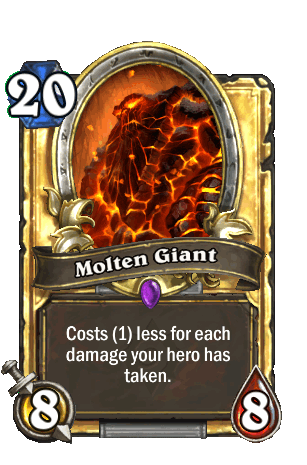 20
Molten Giant
Costs (1) less for each
damage your hero has
taken.
8 8